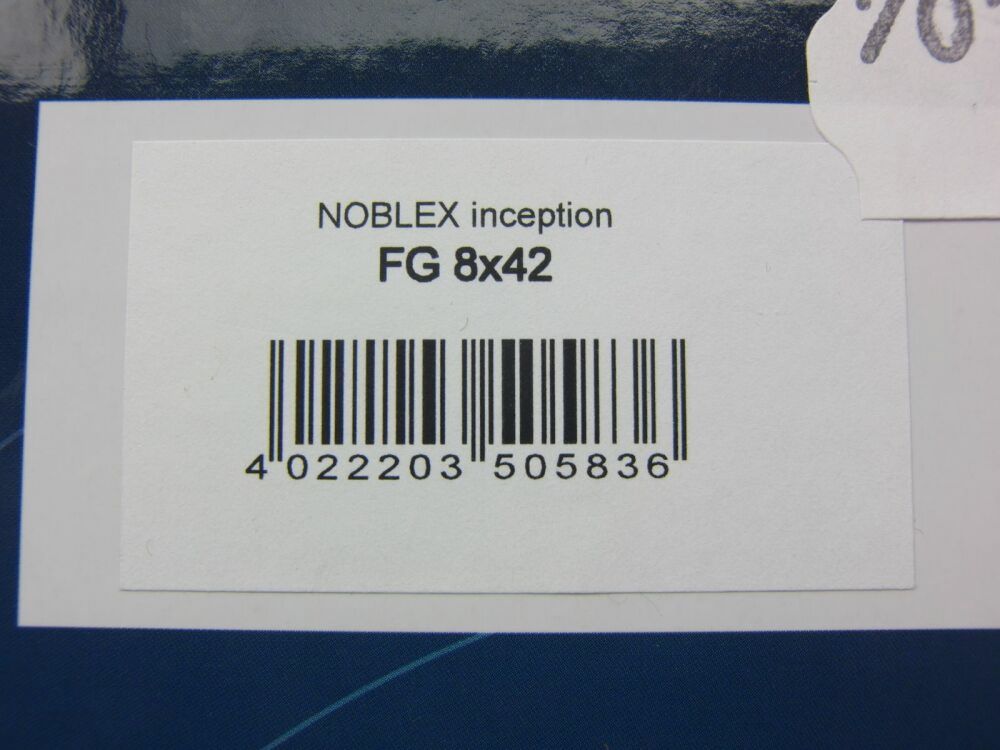 NOBLEX inception
FG 8x42
4 022203 505836